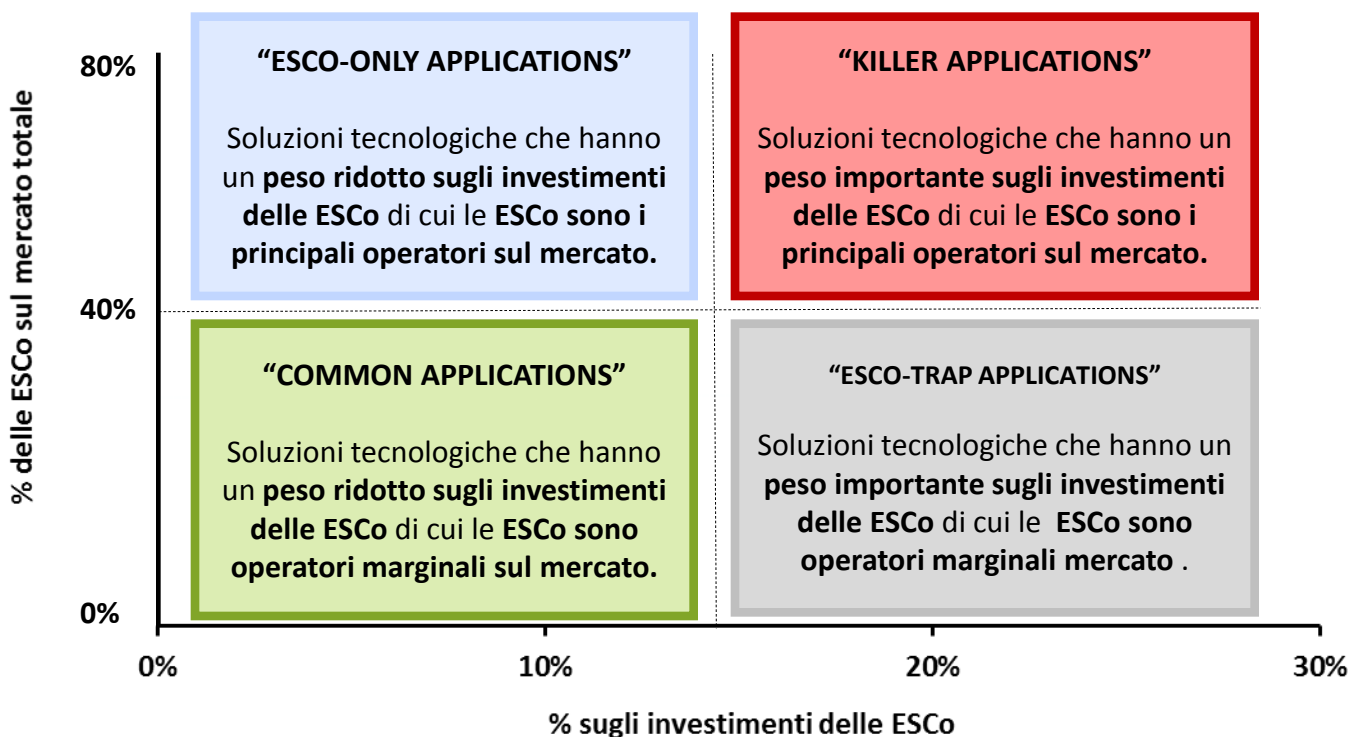 % delle ESCo sul mercato totale
80%
40%
0%
“ESCO-ONLY APPLICATIONS”
Soluzioni tecnologiche che hanno
un peso ridotto sugli investimenti
delle ESCo di cui le ESCo sono i
principali operatori sul mercato.
“KILLER APPLICATIONS”
Soluzioni tecnologiche che hanno un
peso importante sugli investimenti
delle ESCo di cui le ESCo sono i
principali operatori sul mercato.
“COMMON APPLICATIONS”
Soluzioni tecnologiche che hanno
un peso ridotto sugli investimenti
delle ESCo di cui le ESCo sono
operatori marginali sul mercato.
“ESCO-TRAP APPLICATIONS”
Soluzioni tecnologiche che hanno un
peso importante sugli investimenti
delle ESCo di cui le ESCo sono
operatori marginali mercato .
0%
10%
20%
30%
% sugli investimenti delle ESCo